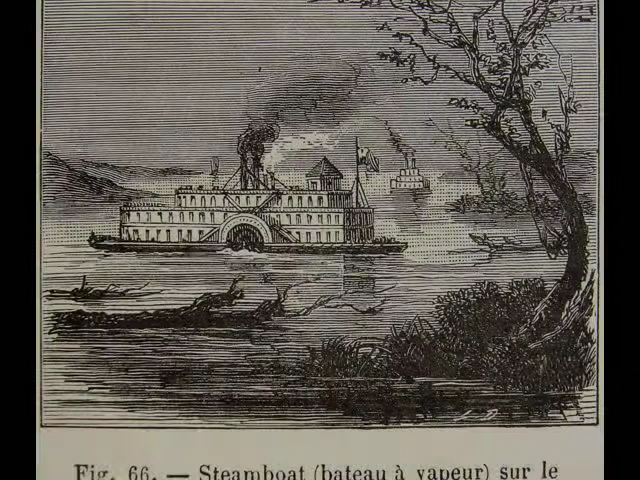 Fig. 66. — Steamboat (bateau à vapeur) sur le